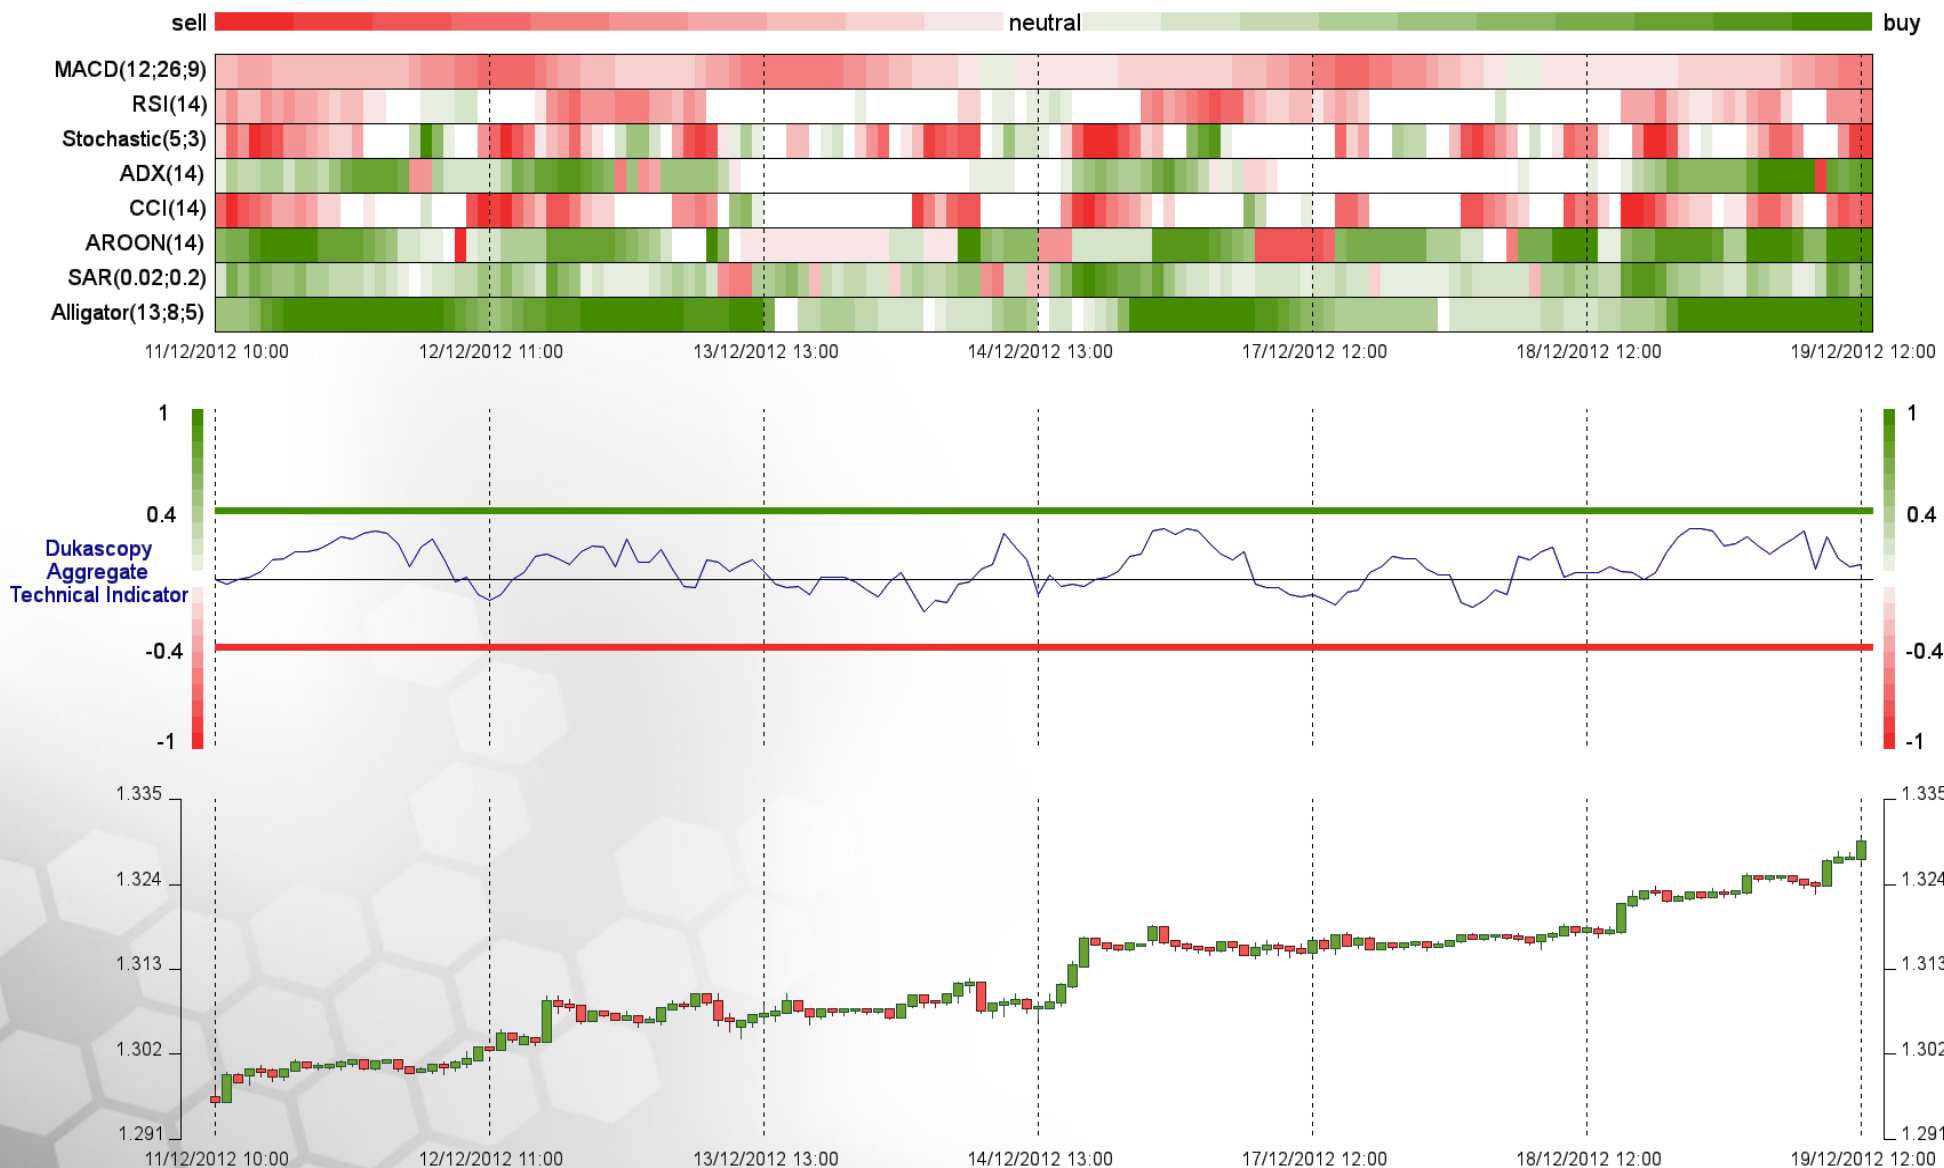 sell neutral buy
MACD(12;26;9)
RSI(14)
Stochastic(5;3)
ADX(14)
CCI(14)
AROON(14)
SAR(0.02;0.2)
Alligator(13;8;5)
11/12/2012 10:00 12/12/2012 11:00 13/12/2012 13:00 14/12/2012 13:00 17/12/2012 12:00 18/12/2012 12:00 19/12/2012 12:00
1 1
0.4 0.4
Dukascopy
Aggregate
Technical Indicator
-0.4 -0.4
-1 -1
1.335 1.335
1.324 1.324
1.313 1.313
1.302 1.302
1.291 1.291
11/12/2012 10:00 12/12/2012 11:00 13/12/2012 13:00 14/12/2012 13:00 17/12/2012 12:00 18/12/2012 12:00 19/12/2012 12:00